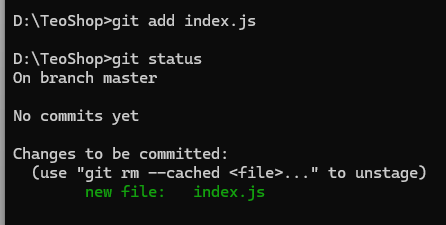 D:\TeoShop>git add index.js
D:\TeoShop>git status
On branch master
No commits yet
Changes to be committed:
  (use "git rm --cached <file>..." to unstage)
        new file:   index.js